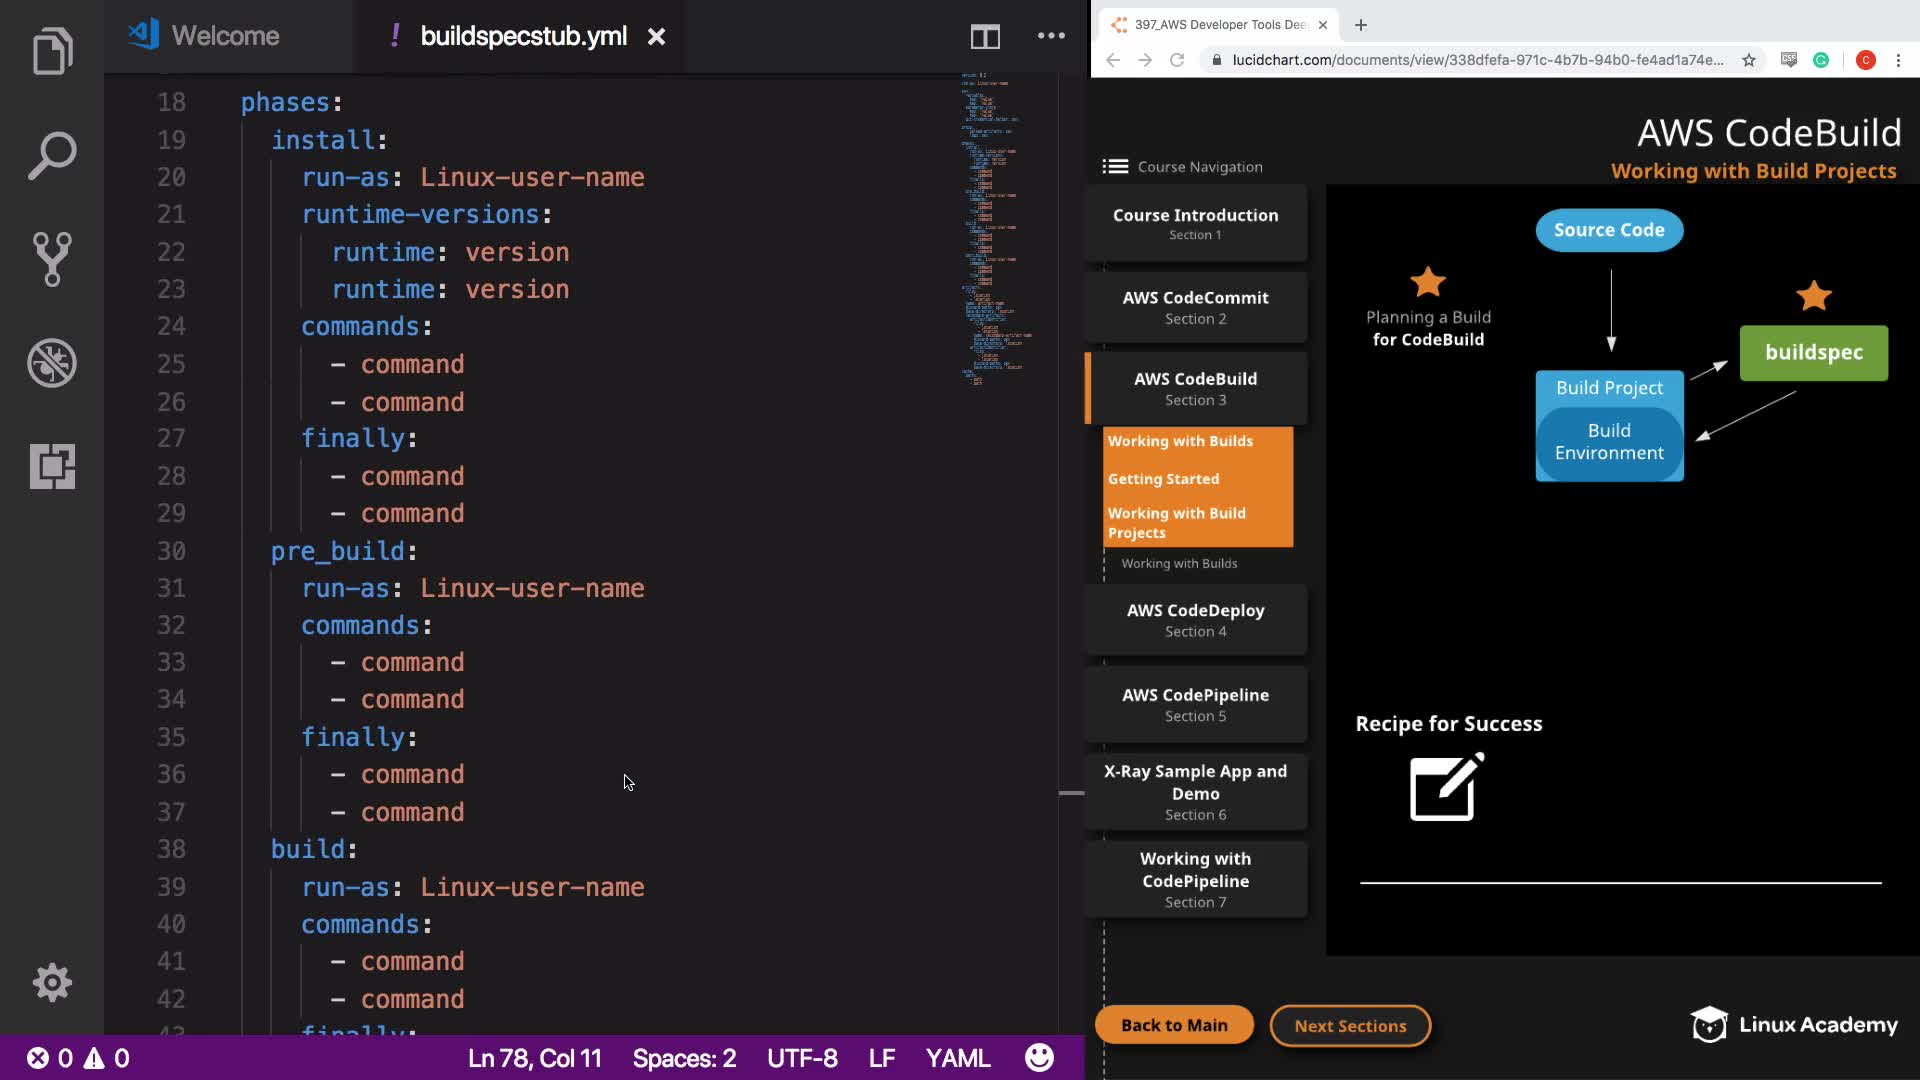 Welcome
! buildspecstub.yml
18 phases:
19 install:
20 run-as: Linux-user-name
21 runtime-versions:
22 runtime: version
23 runtime: version
24 commands:
25 - command
26 - command
27 finally:
28 - command
29 - command
30 pre_build:
31 run-as: Linux-user-name
32 commands:
33 - command
34 - command
35 finally:
36 - command
37 - command
38 build:
39 run-as: Linux-user-name
40 commands:
41 - command
42 - command
43 finally:
0 0
Ln 78, Col 11
Spaces: 2
UTF-8
LF
YAML
397_AWS Developer Tools Dee
lucidchart.com/documents/view/338dfefa-971c-4b7b-94b0-fe4ad1a74e...
C
AWS CodeBuild
Working with Build Projects
Course Navigation
Course Introduction
Section 1
AWS CodeCommit
Section 2
AWS CodeBuild
Section 3
Working with Builds
Getting Started
Working with Build
Projects
Working with Builds
AWS CodeDeploy
Section 4
AWS CodePipeline
Section 5
X-Ray Sample App and
Demo
Section 6
Working with
CodePipeline
Section 7
Source Code
Planning a Build
for CodeBuild
buildspec
Build Project
Build
Environment
Recipe for Success
Back to Main
Next Sections
Linux Academy